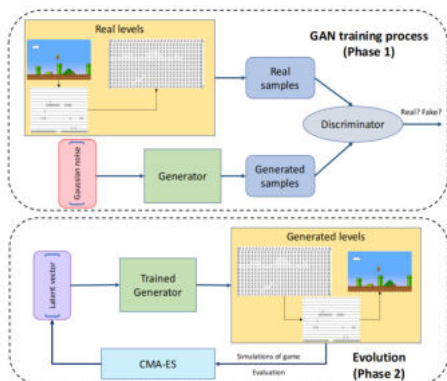 Real levels
GAN training process
(Phase 1)
Real
samples
Real? Fake?
Discriminator
Gaussian noise
Generator
Generated
samples
Generated levels
Latent vector
Trained
Generator
CMA-ES
Simulations of game
Evaluation
Evolution
(Phase 2)